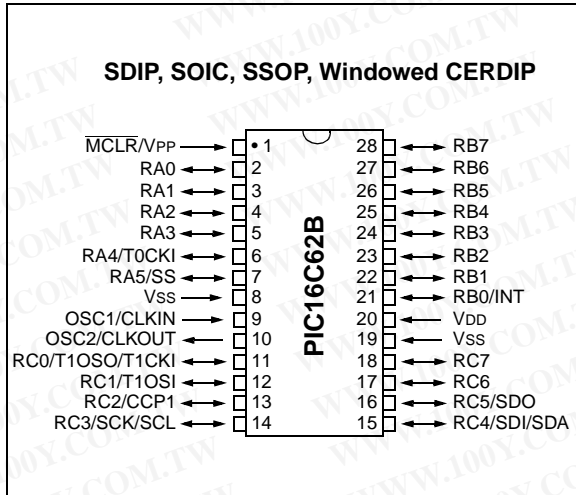 SDIP, SOIC, SSOP, Windowed CERDIP
MCLR/VPP 1 28 RB7
RA0 2 27 RB6
RA1 3 26 RB5
RA2 4 25 RB4
RA3 5 24 RB3
RA4/T0CKI 6 23 RB2
RA5/SS 7 22 RB1
VSS 8 21 RB0/INT
OSC1/CLKIN 9 20 VDD
OSC2/CLKOUT 10 19 VSS
RC0/T1OSO/T1CKI 11 18 RC7
RC1/T1OSI 12 17 RC6
RC2/CCP1 13 16 RC5/SDO
RC3/SCK/SCL 14 15 RC4/SDI/SDA
PIC16C62B
WWW.100Y.COM.TW